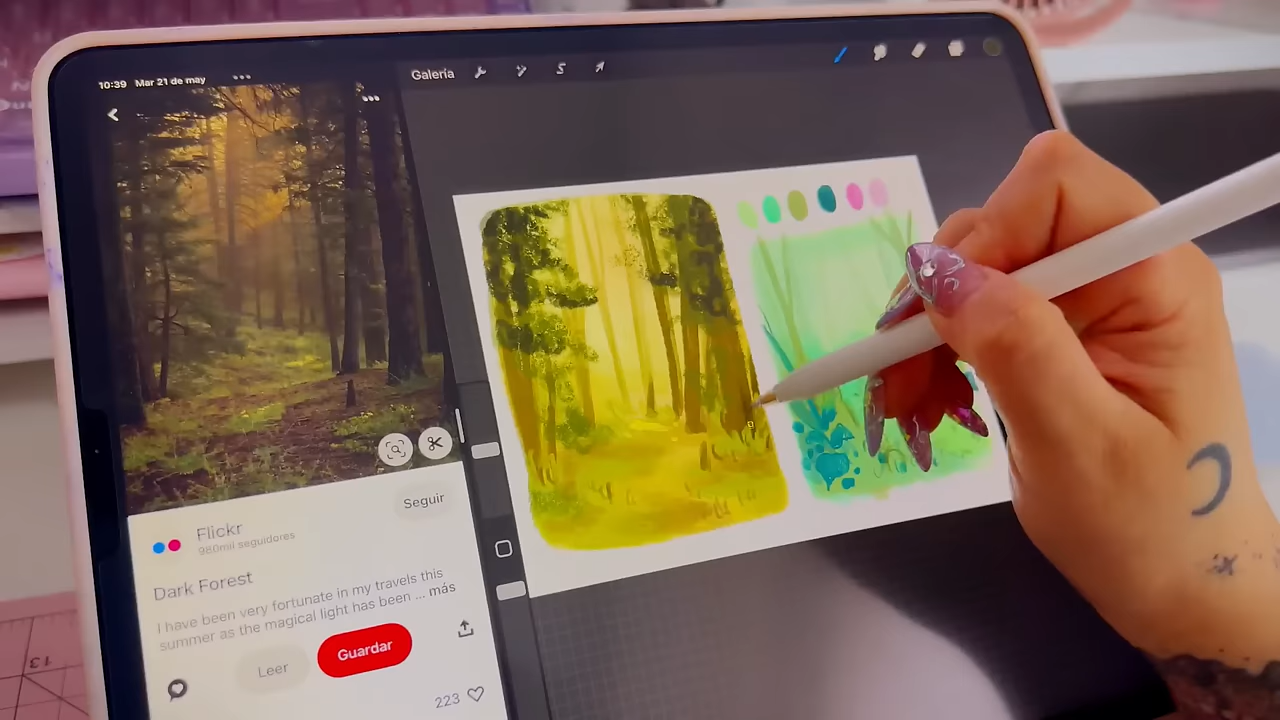 10:39 Mar 21 de may
Galería
Seguir
Flickr
980mil seguidores
Dark Forest
I have been very fortunate in my travels this
summer as the magical light has been ... más
Leer
Guardar
223
13